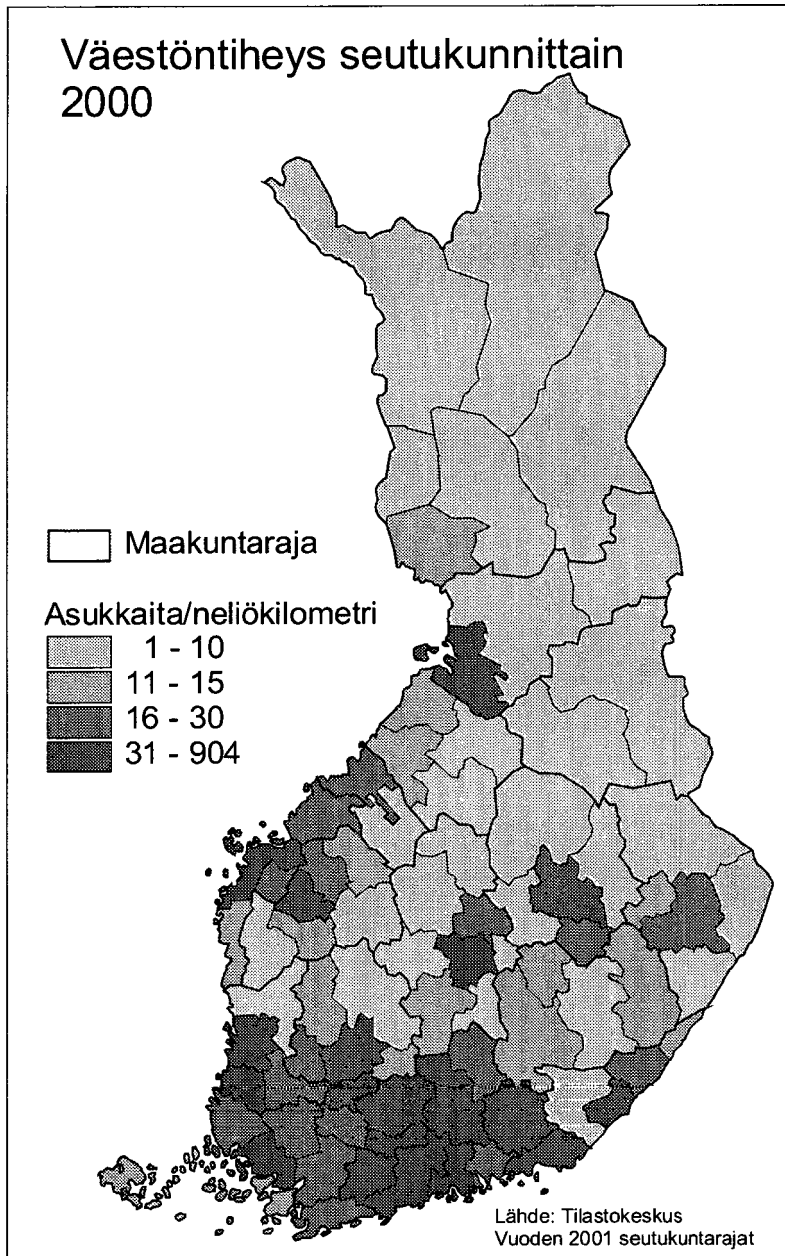 Väestöntiheys seutukunnittain
2000
Maakuntaraja
Asukkaita/neliökilometri
1 - 10
11 - 15
16 - 30
31 - 904
Lähde: Tilastokeskus
Vuoden 2001 seutukuntarajat